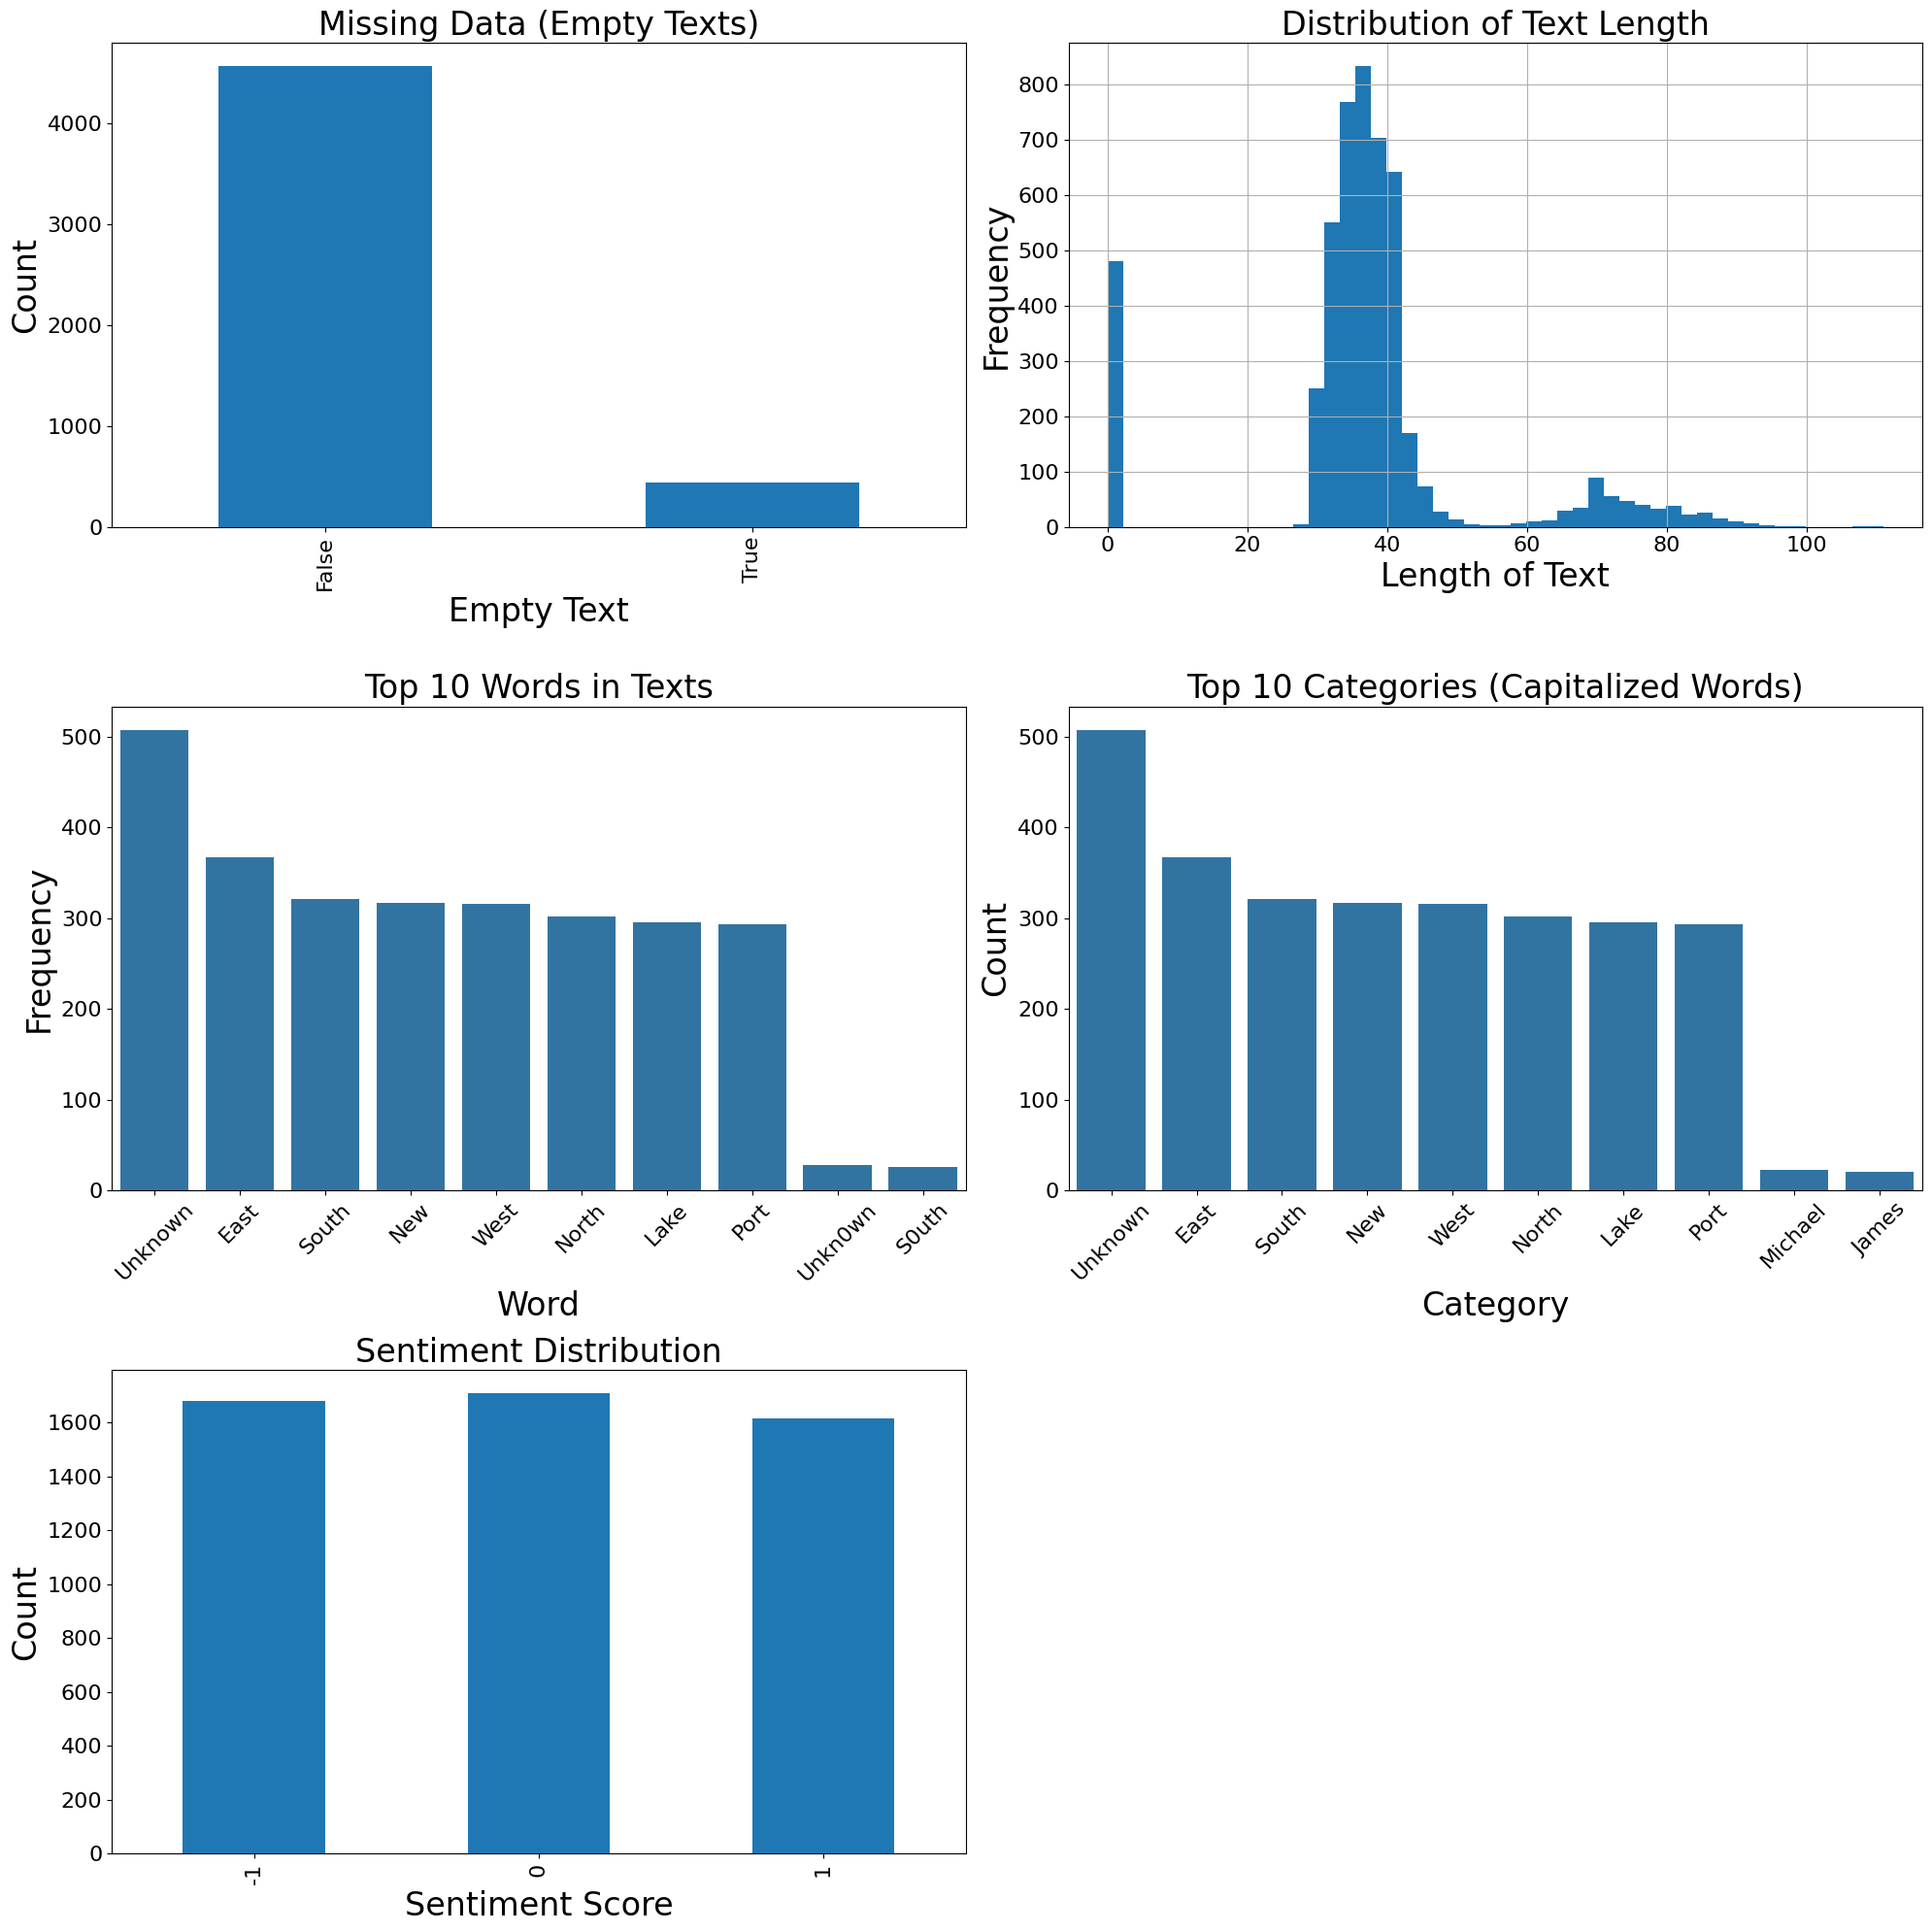 Missing Data (Empty Texts)
Count
4000
3000
2000
1000
0
False
True
Empty Text
Distribution of Text Length
Frequency
800
700
600
500
400
300
200
100
0
0 20 40 60 80 100
Length of Text
Top 10 Words in Texts
Frequency
500
400
300
200
100
0
Unknown
East
South
New
West
North
Lake
Port
Unkn0wn
S0uth
Word
Top 10 Categories (Capitalized Words)
Count
500
400
300
200
100
0
Unknown
East
South
New
West
North
Lake
Port
Michael
James
Category
Sentiment Distribution
Count
1600
1400
1200
1000
800
600
400
200
0
-1
0
1
Sentiment Score